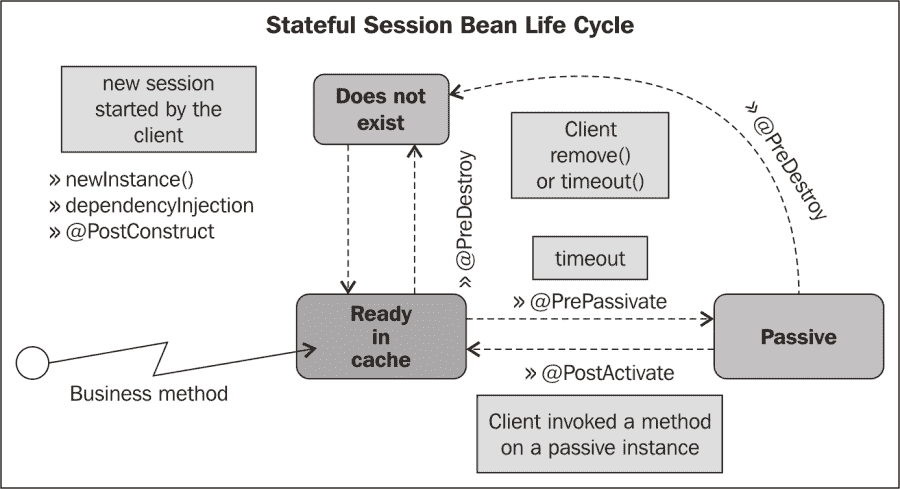 Stateful Session Bean Life Cycle
new session
started by the
client
» newInstance()
» dependencyInjection
» @PostConstruct
Does not
exist
» @PreDestroy
Client
remove()
or timeout()
» @PreDestroy
timeout
» @PrePassivate
Ready
in
cache
Passive
» @PostActivate
Business method
Client invoked a method
on a passive instance